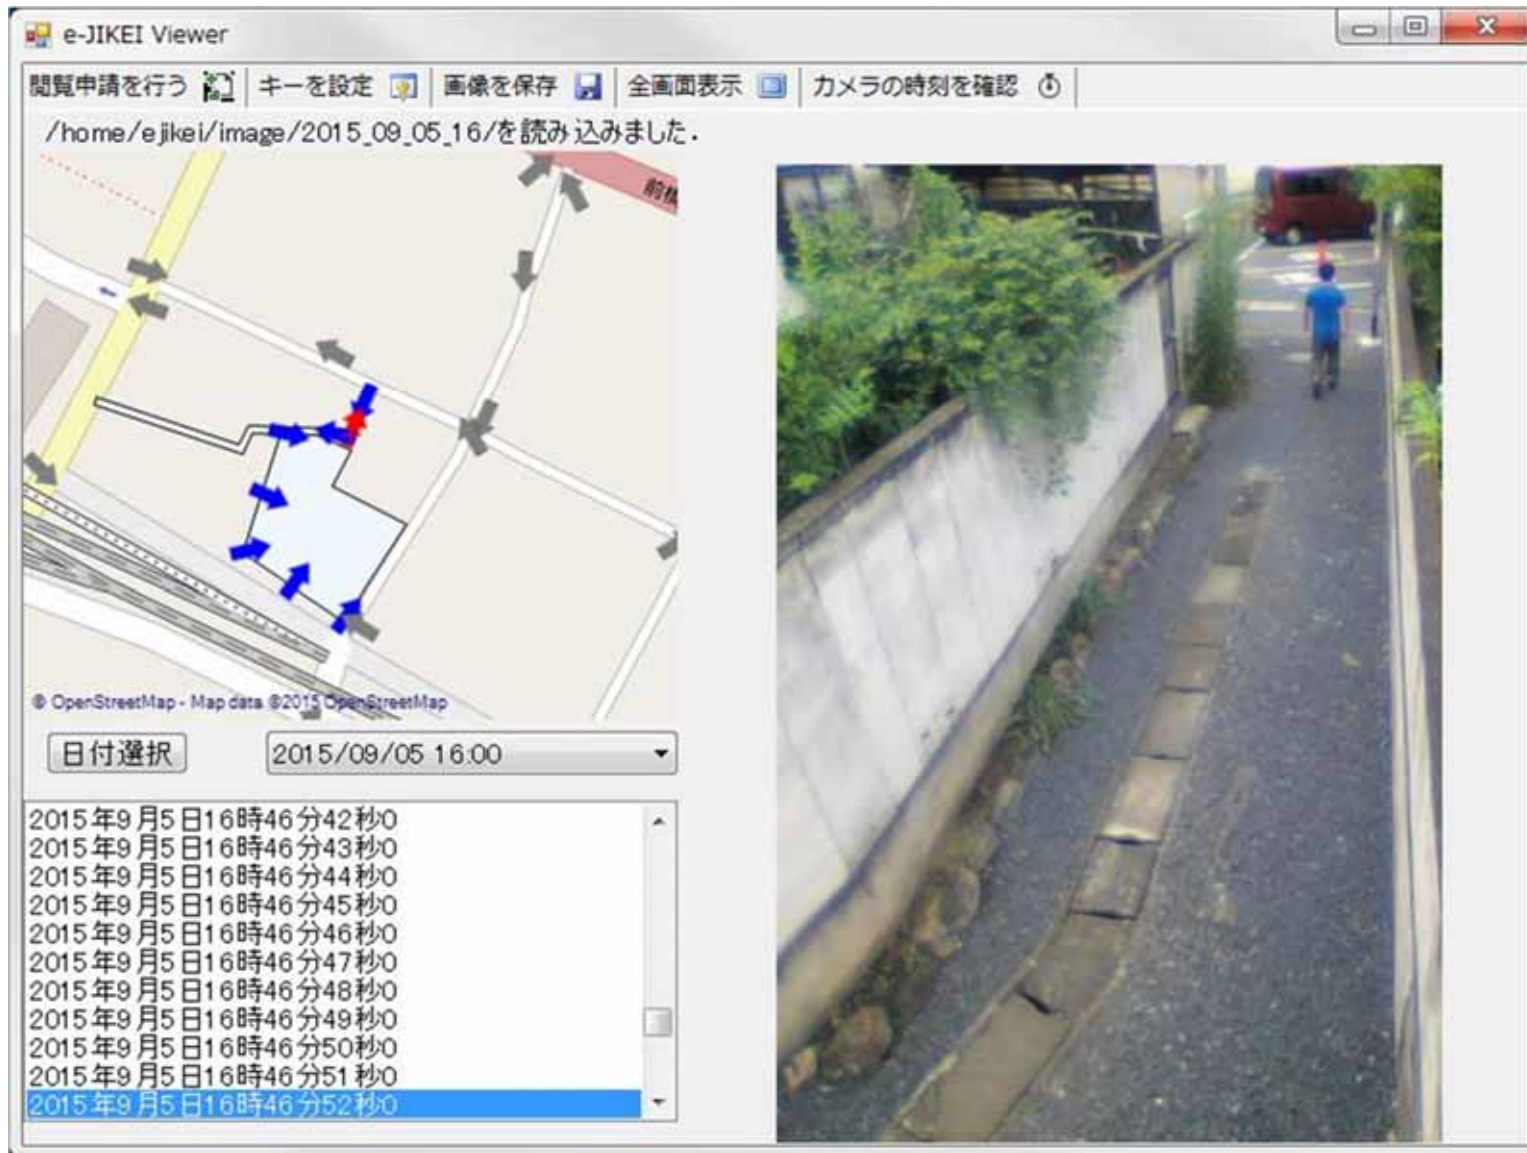 e-JIKEI Viewer
閲覧申請を行う キーを設定 画像を保存 全画面表示 カメラの時刻を確認
/home/ejikei/image/2015_09_05_16/を読み込みました.
前橋
© OpenStreetMap - Map data ©2015 OpenStreetMap
日付選択 2015/09/05 16:00
2015年9月5日16時46分42秒0
2015年9月5日16時46分43秒0
2015年9月5日16時46分44秒0
2015年9月5日16時46分45秒0
2015年9月5日16時46分46秒0
2015年9月5日16時46分47秒0
2015年9月5日16時46分48秒0
2015年9月5日16時46分49秒0
2015年9月5日16時46分50秒0
2015年9月5日16時46分51秒0
2015年9月5日16時46分52秒0